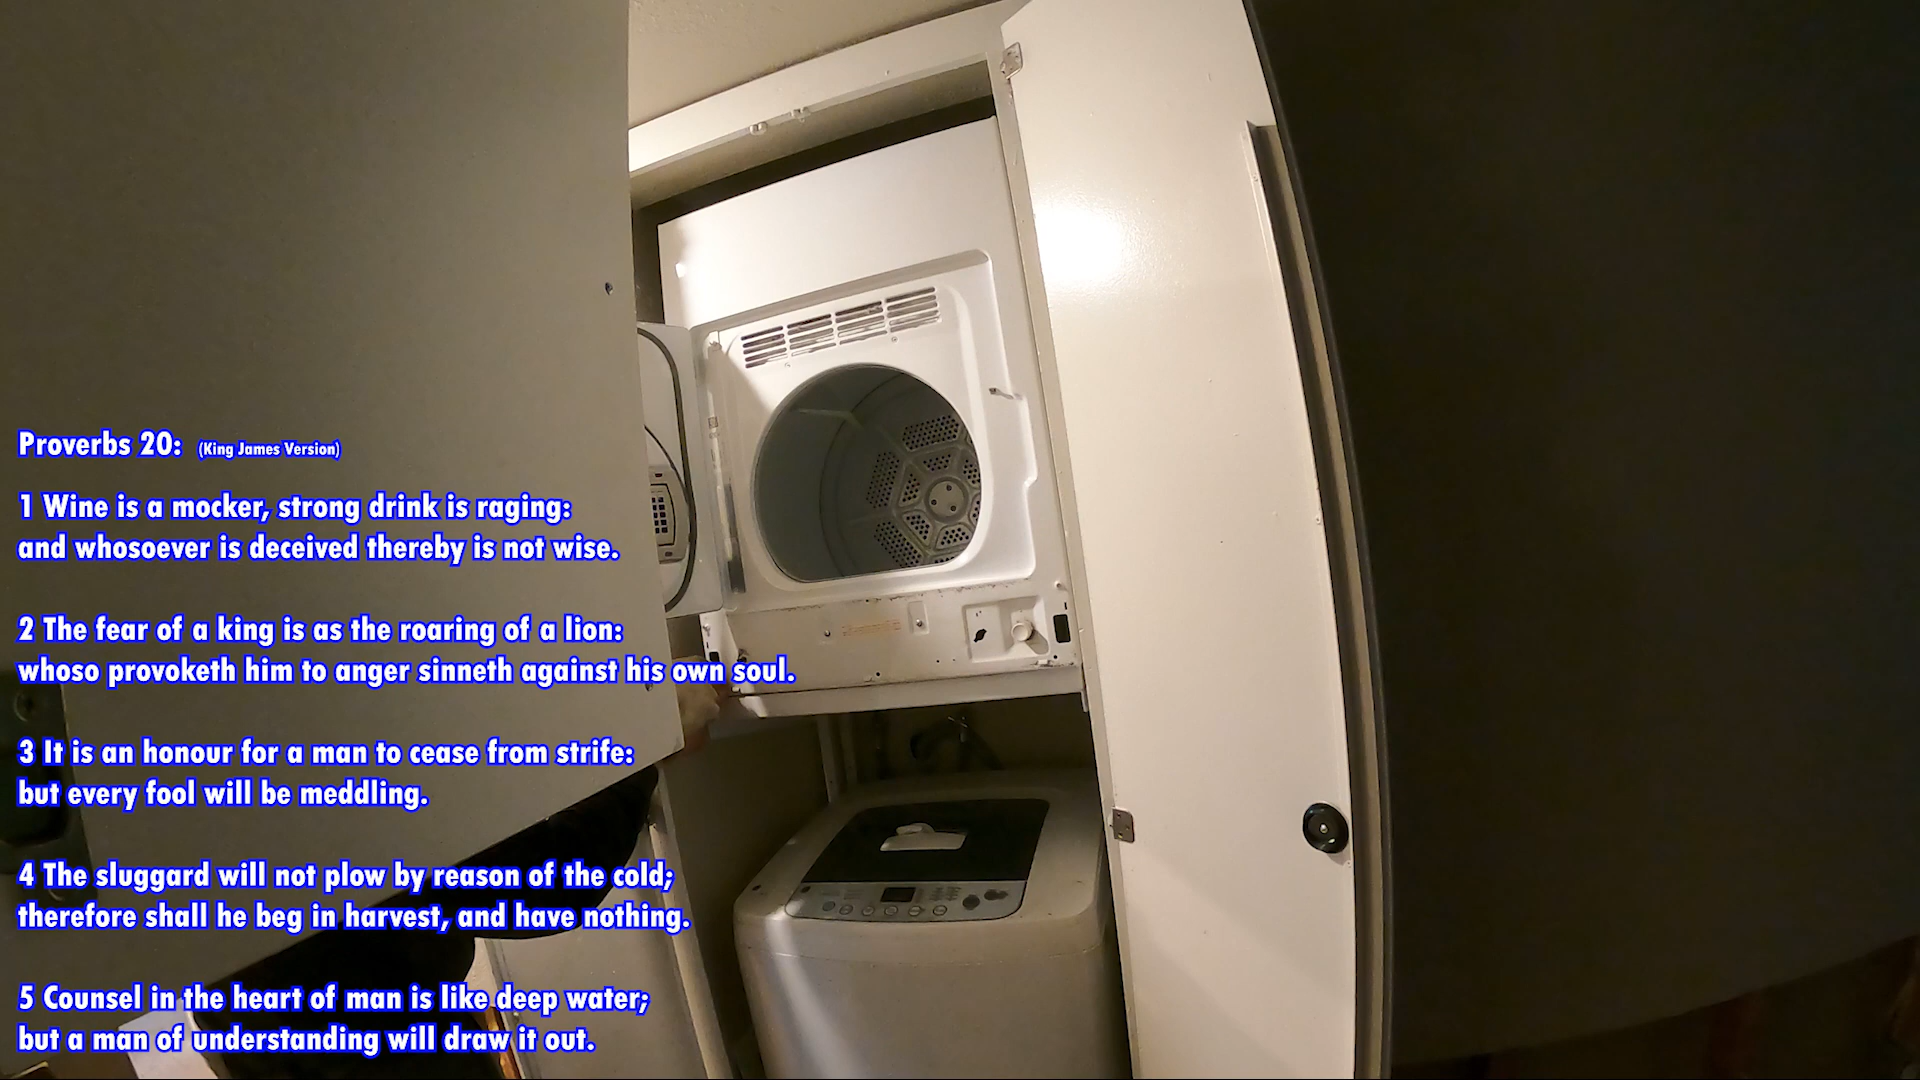 Proverbs 20: (King James Version)
1 Wine is a mocker, strong drink is raging:
and whosoever is deceived thereby is not wise.
2 The fear of a king is as the roaring of a lion:
whoso provoketh him to anger sinneth against his own soul.
3 It is an honour for a man to cease from strife:
but every fool will be meddling.
4 The sluggard will not plow by reason of the cold;
therefore shall he beg in harvest, and have nothing.
5 Counsel in the heart of man is like deep water;
but a man of understanding will draw it out.